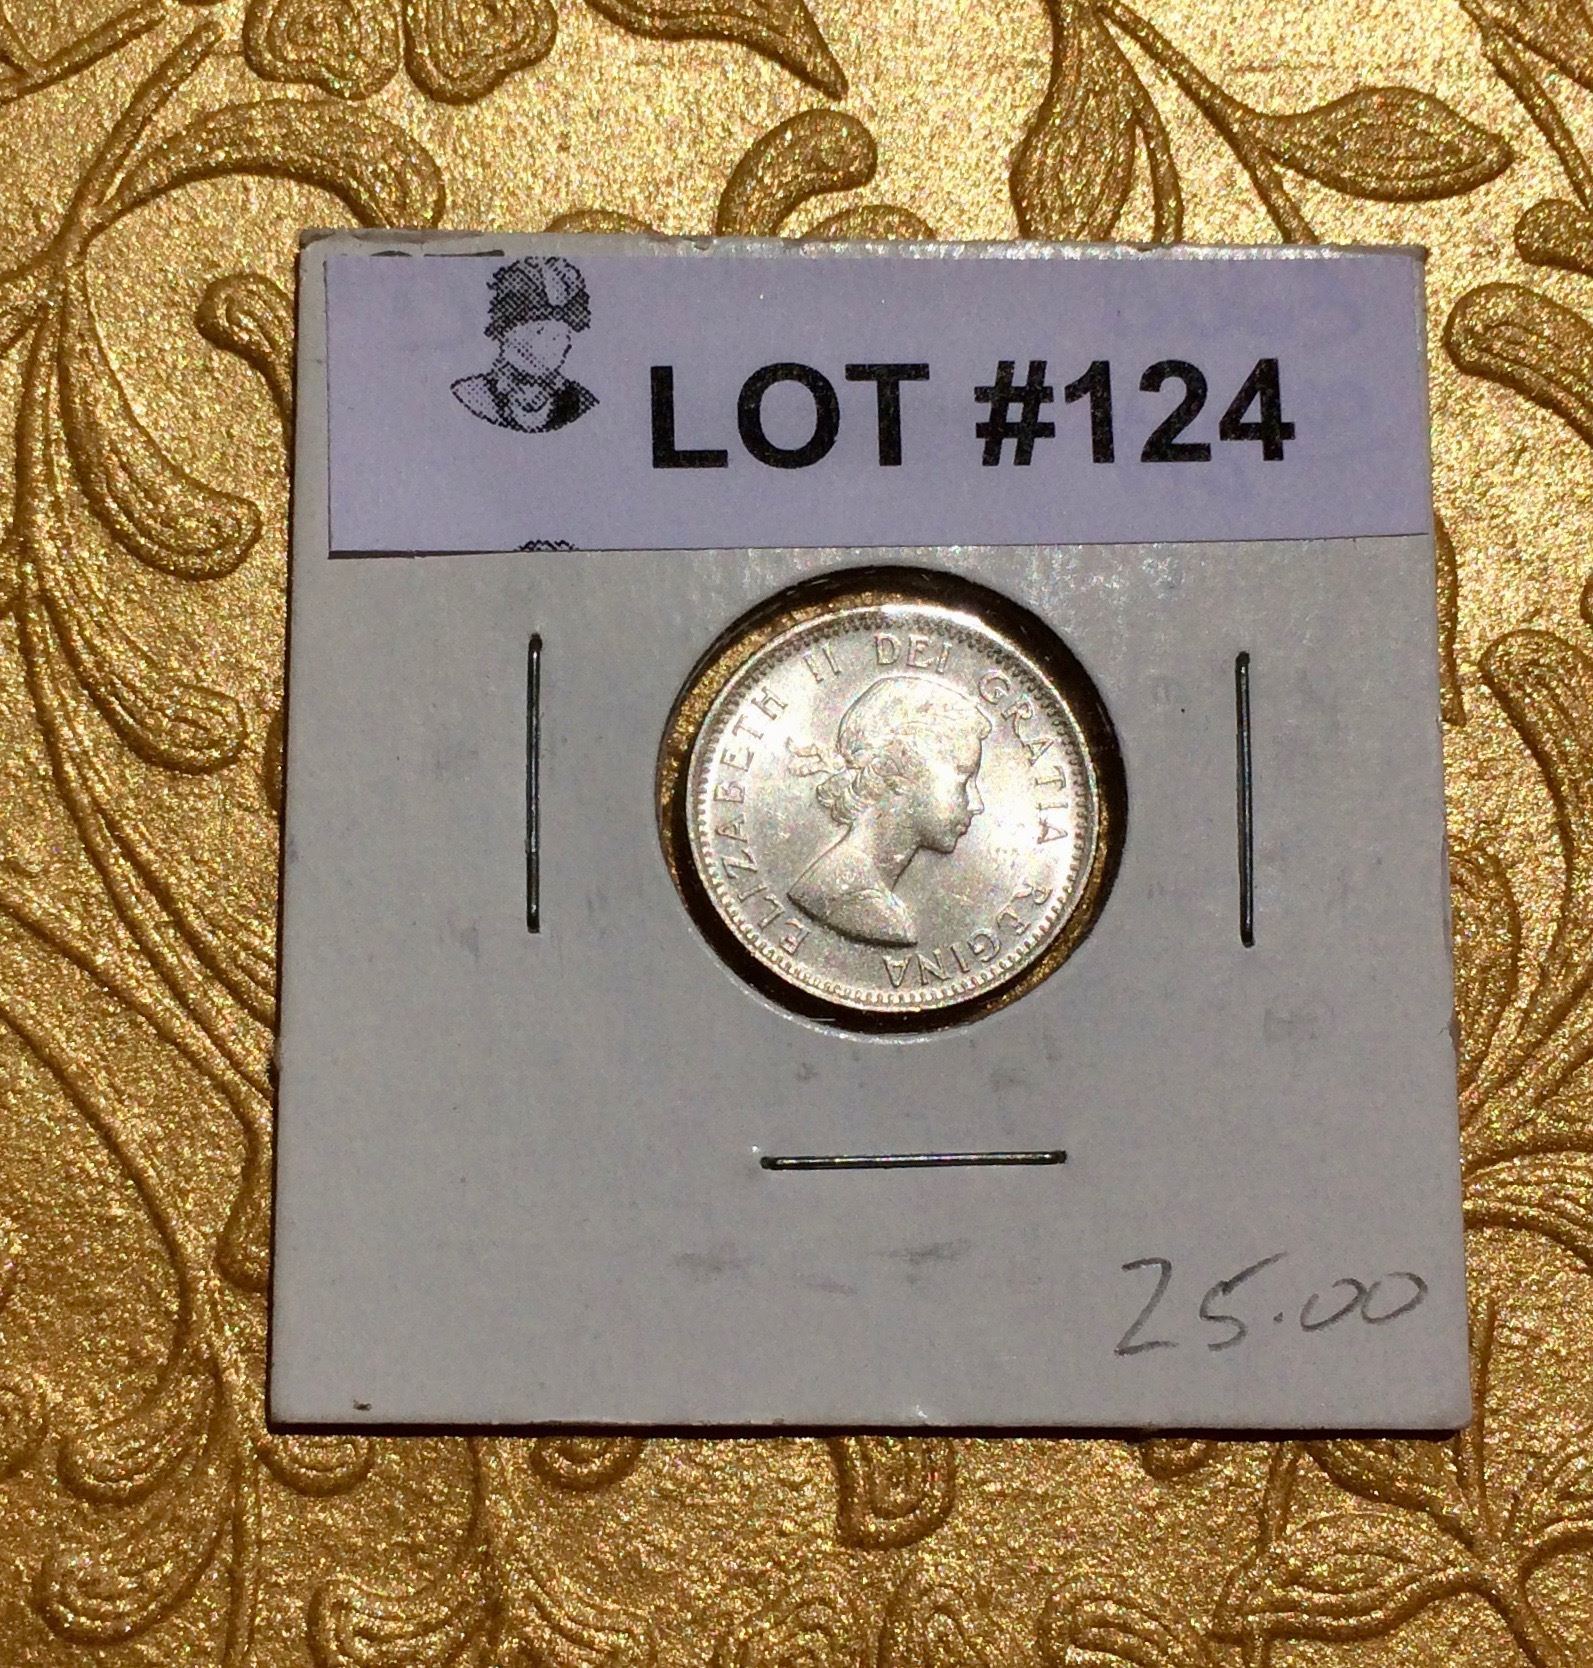 LOT #124
ELIZABETH II DEI GRATIA REGINA
25.00